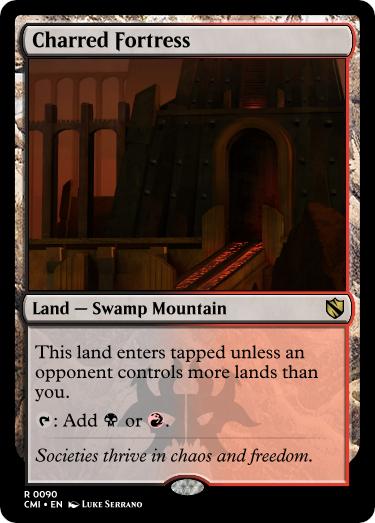 Charred Fortress
Land — Swamp Mountain
This land enters tapped unless an
opponent controls more lands than
you.
: Add or .
Societies thrive in chaos and freedom.
R 0090
CMI • EN Luke Serrano